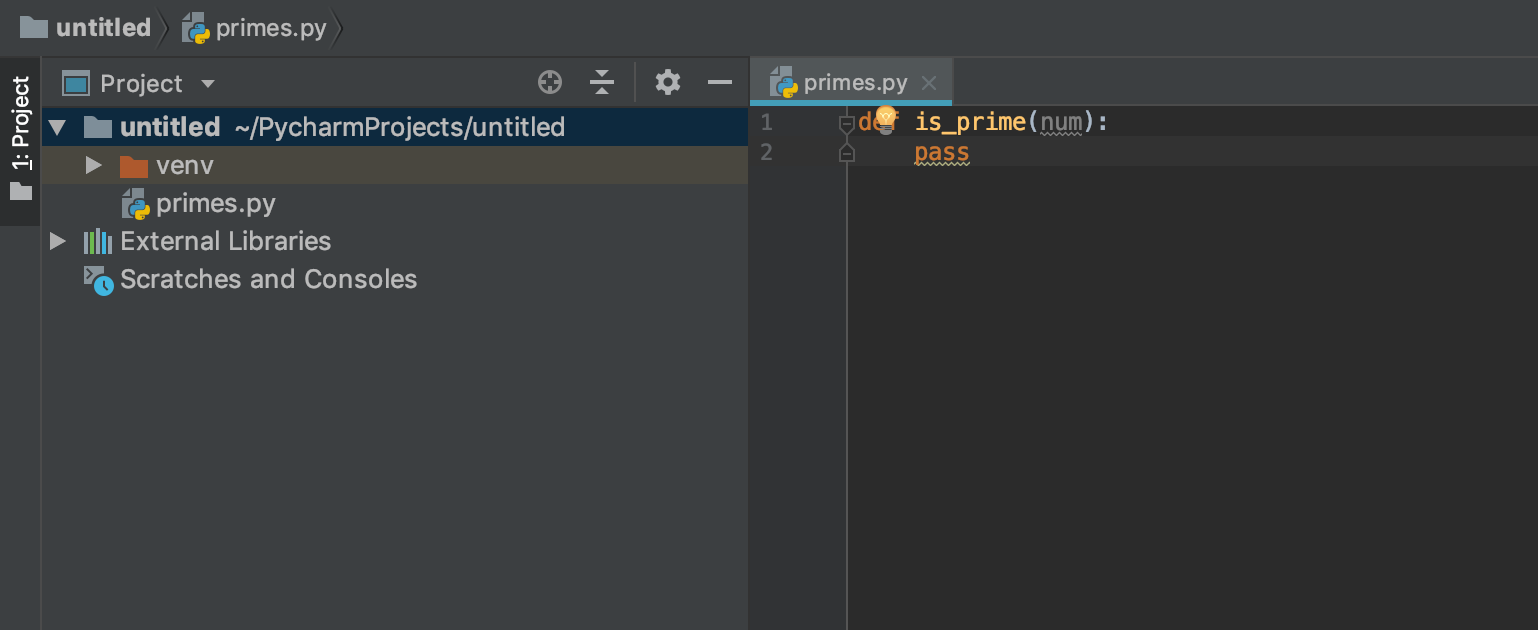 untitled primes.py
1: Project
Project
untitled ~/PycharmProjects/untitled
venv
primes.py
External Libraries
Scratches and Consoles
primes.py
1 def is_prime(num):
2 pass